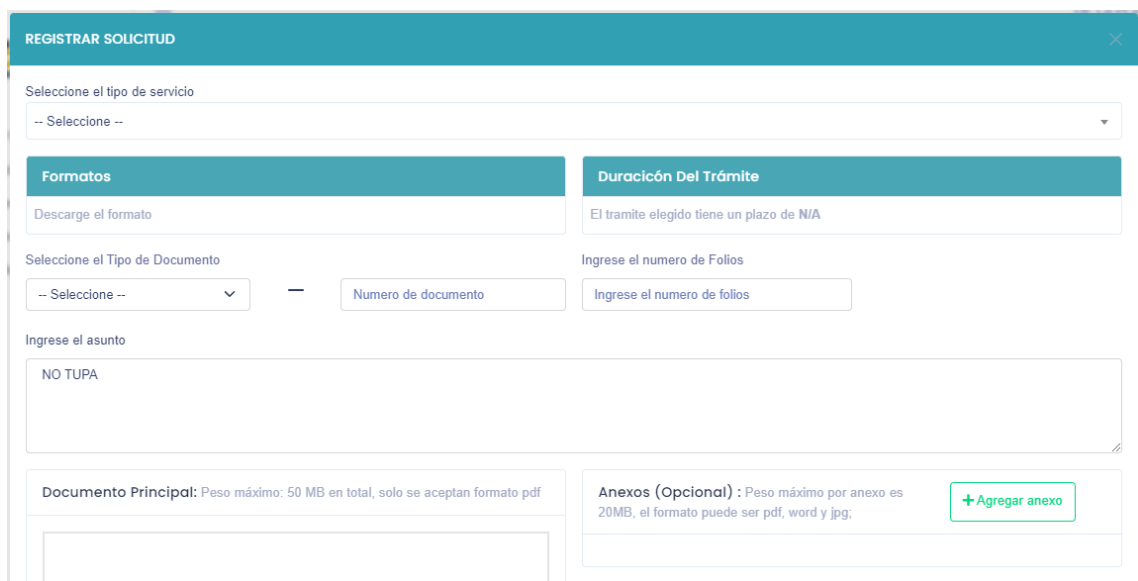 REGISTRAR SOLICITUD
Seleccione el tipo de servicio
-- Seleccione --
Formatos
Descarge el formato
Duracicón Del Trámite
El tramite elegido tiene un plazo de N/A
Seleccione el Tipo de Documento
-- Seleccione --
Numero de documento
Ingrese el numero de Folios
Ingrese el numero de folios
Ingrese el asunto
NO TUPA
Documento Principal: Peso máximo: 50 MB en total, solo se aceptan formato pdf
Anexos (Opcional) : Peso máximo por anexo es
20MB, el formato puede ser pdf, word y jpg;
+ Agregar anexo